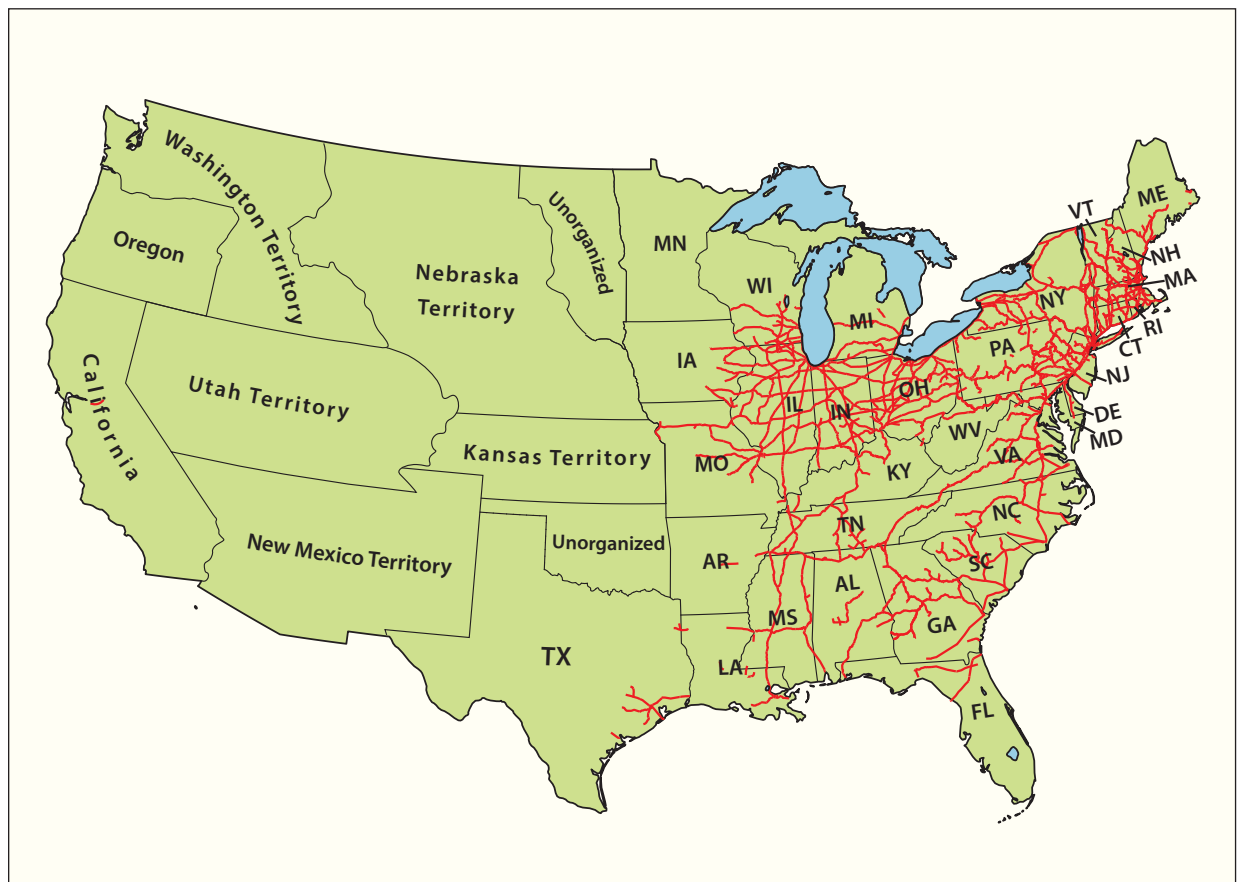 Washington Territory
Oregon
California
Utah Territory
New Mexico Territory
Nebraska
Territory
Unorganized
Kansas Territory
Unorganized
TX
MN
IA
MO
AR
LA
WI
IL
MI
IN
OH
KY
TN
MS
AL
GA
FL
SC
NC
VA
WV
PA
NY
VT
ME
NH
MA
RI
CT
NJ
DE
MD